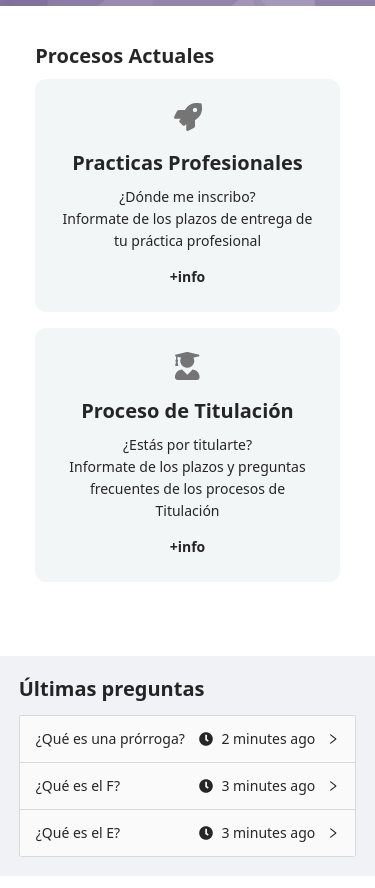 Procesos Actuales
Practicas Profesionales
¿Dónde me inscribo?
Informate de los plazos de entrega de
tu práctica profesional
+info
Proceso de Titulación
¿Estás por titularte?
Informate de los plazos y preguntas
frecuentes de los procesos de
Titulación
+info
Últimas preguntas
¿Qué es una prórroga? 2 minutes ago
¿Qué es el F? 3 minutes ago
¿Qué es el E? 3 minutes ago